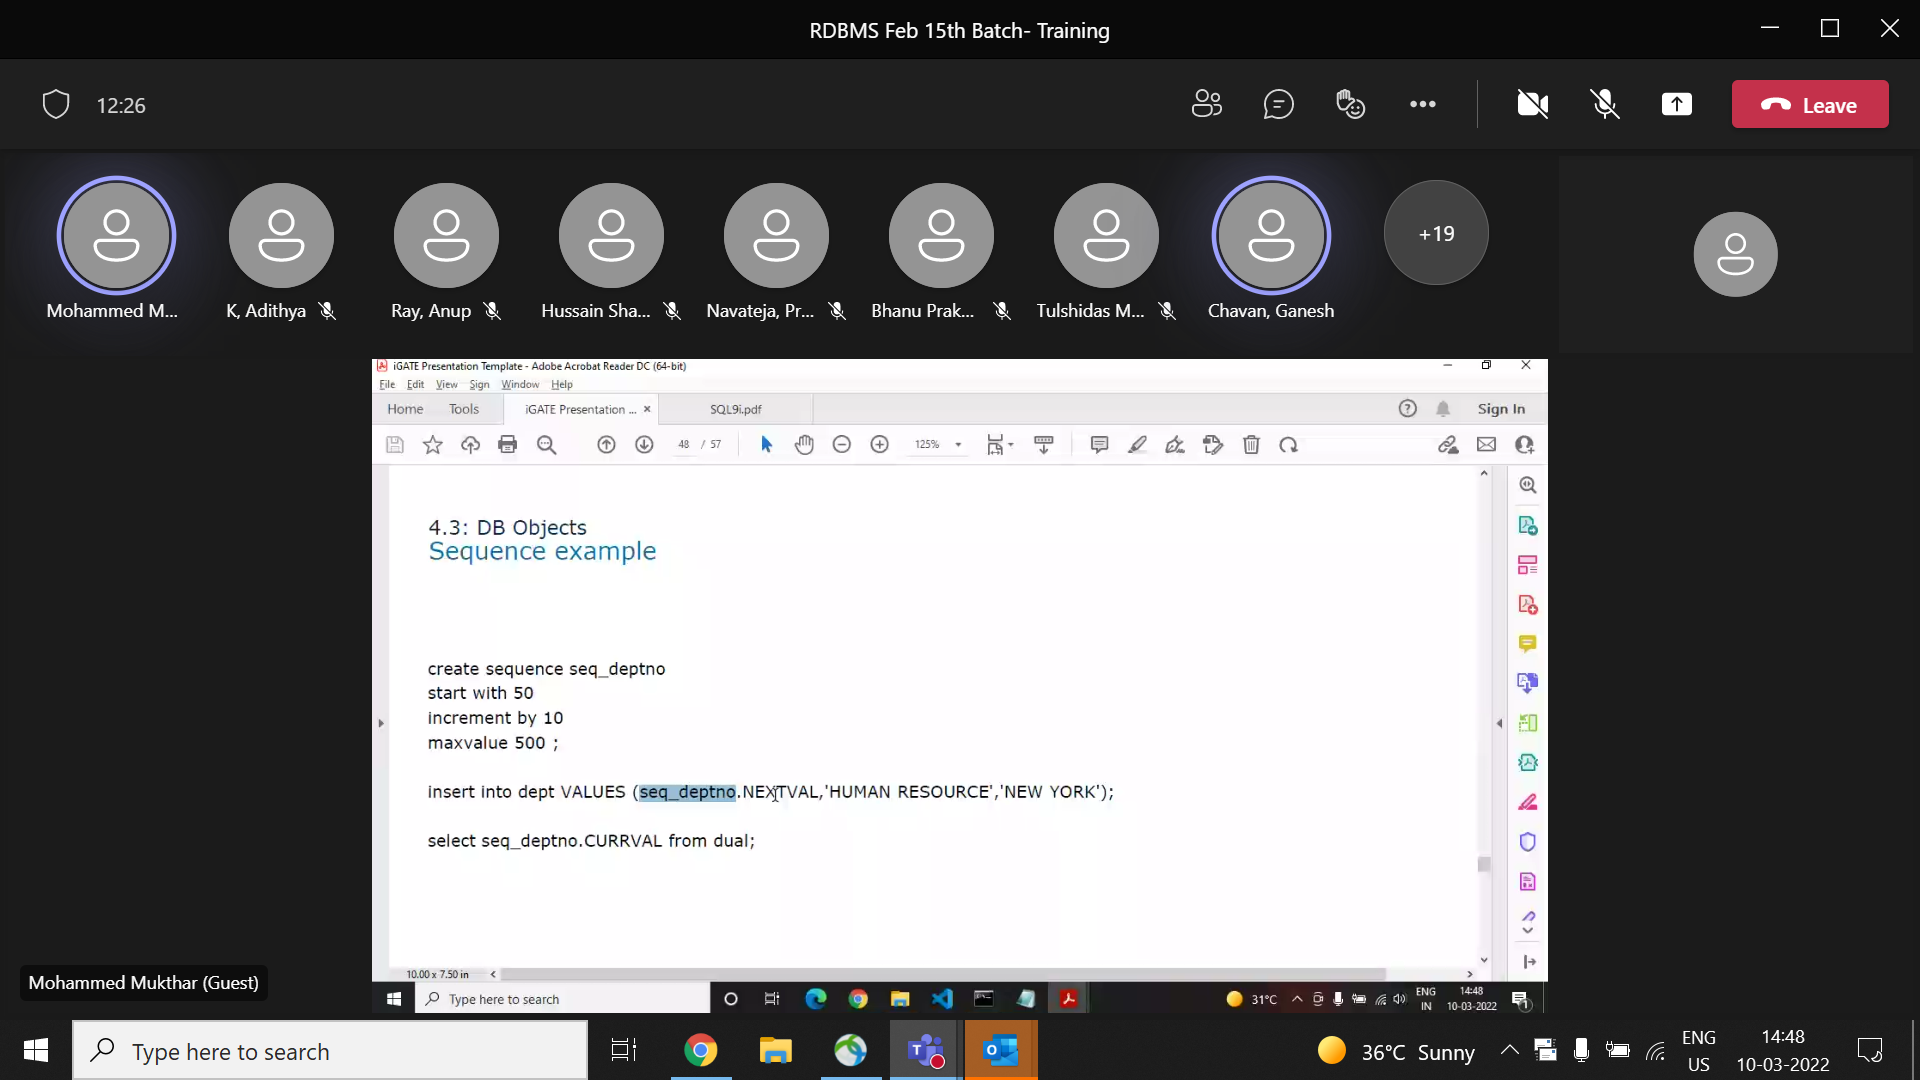 RDBMS Feb 15th Batch- Training
12:26
Leave
Mohammed M...
K, Adithya
Ray, Anup
Hussain Sha...
Navateja, Pr...
Bhanu Prak...
Tulshidas M...
Chavan, Ganesh
+19
iGATE Presentation Template - Adobe Acrobat Reader DC (64-bit)
File Edit View Sign Window Help
Home Tools iGATE Presentation ... × SQL9i.pdf Sign In
48 / 57 125%
4.3: DB Objects
Sequence example
create sequence seq_deptno
start with 50
increment by 10
maxvalue 500 ;
insert into dept VALUES (seq_deptno.NEXTVAL,'HUMAN RESOURCE','NEW YORK');
select seq_deptno.CURRVAL from dual;
10.00 x 7.50 in
Mohammed Mukthar (Guest)
Type here to search
31°C
ENG
IN
14:48
10-03-2022
1
Type here to search
36°C Sunny
ENG
US
14:48
10-03-2022